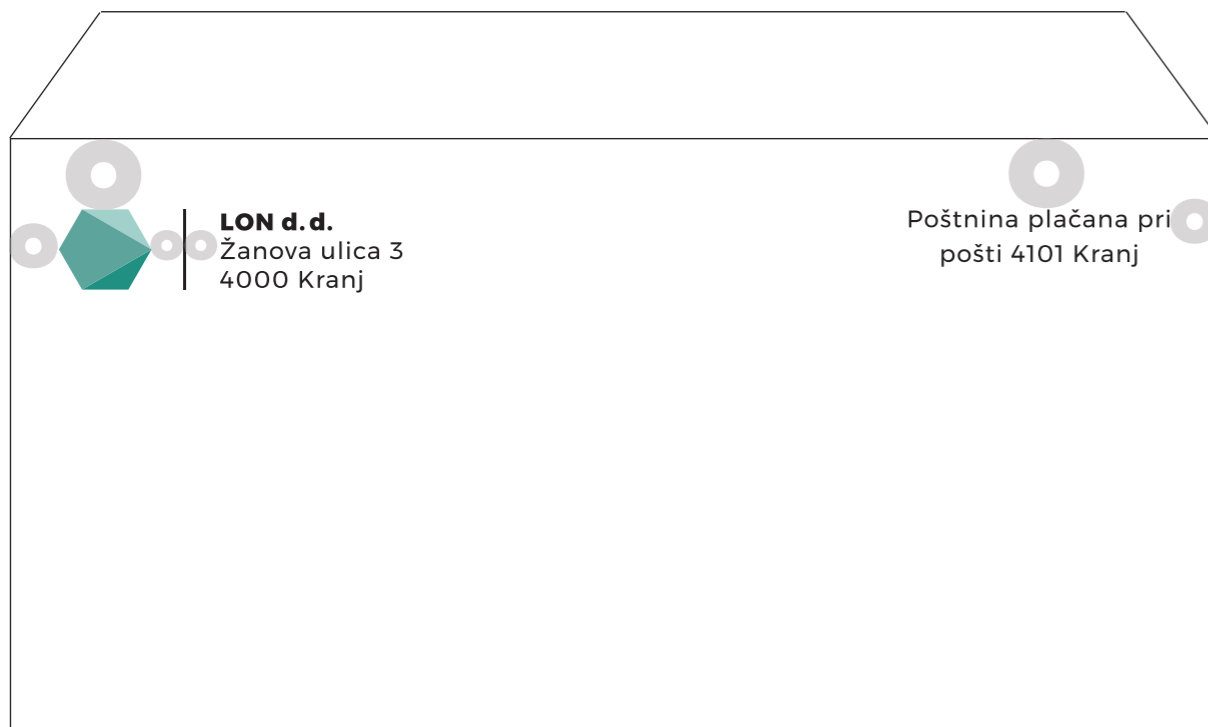 LON d. d.
Žanova ulica 3
4000 Kranj
Poštnina plačana pri
pošti 4101 Kranj